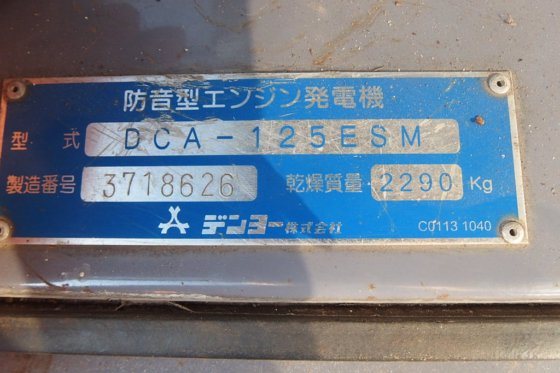 防音型エンジン発電機
型 式 DCA-125ESM
製造番号 3718626 乾燥質量 2290 Kg
デンヨー株式会社 C0113 1040